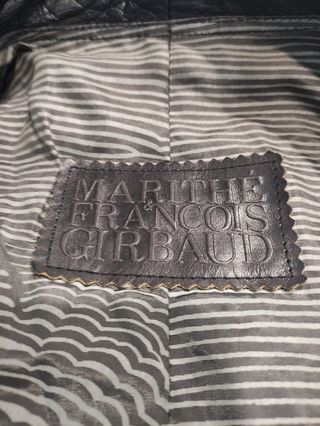 MARITHÉ
& FRANÇOIS
GIRBAUD